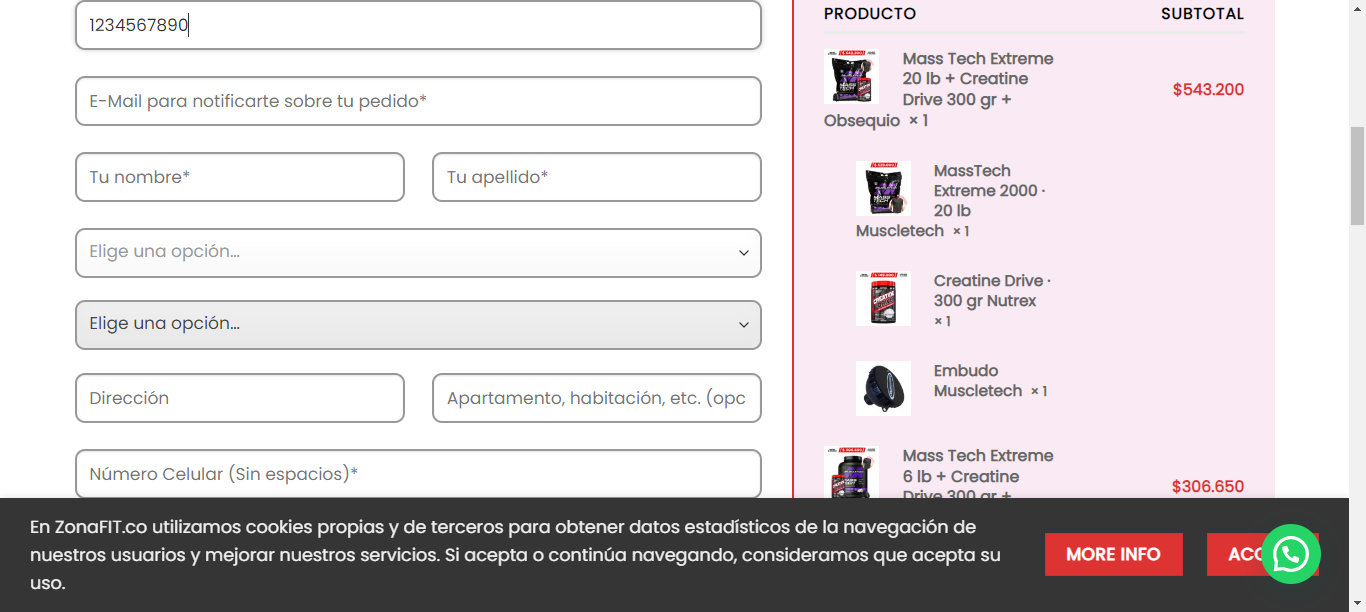 1234567890
E-Mail para notificarte sobre tu pedido*
Tu nombre*
Tu apellido*
Elige una opción...
Elige una opción...
Dirección
Apartamento, habitación, etc. (opc
Número Celular (Sin espacios)*
PRODUCTO
SUBTOTAL
Mass Tech Extreme
20 lb + Creatine
Drive 300 gr +
Obsequio × 1
$543.200
MassTech
Extreme 2000 ·
20 lb
Muscletech × 1
Creatine Drive ·
300 gr Nutrex
× 1
Embudo
Muscletech × 1
Mass Tech Extreme
6 lb + Creatine
Drive 300 gr +
$306.650
En ZonaFIT.co utilizamos cookies propias y de terceros para obtener datos estadísticos de la navegación de
nuestros usuarios y mejorar nuestros servicios. Si acepta o continúa navegando, consideramos que acepta su
uso.
MORE INFO